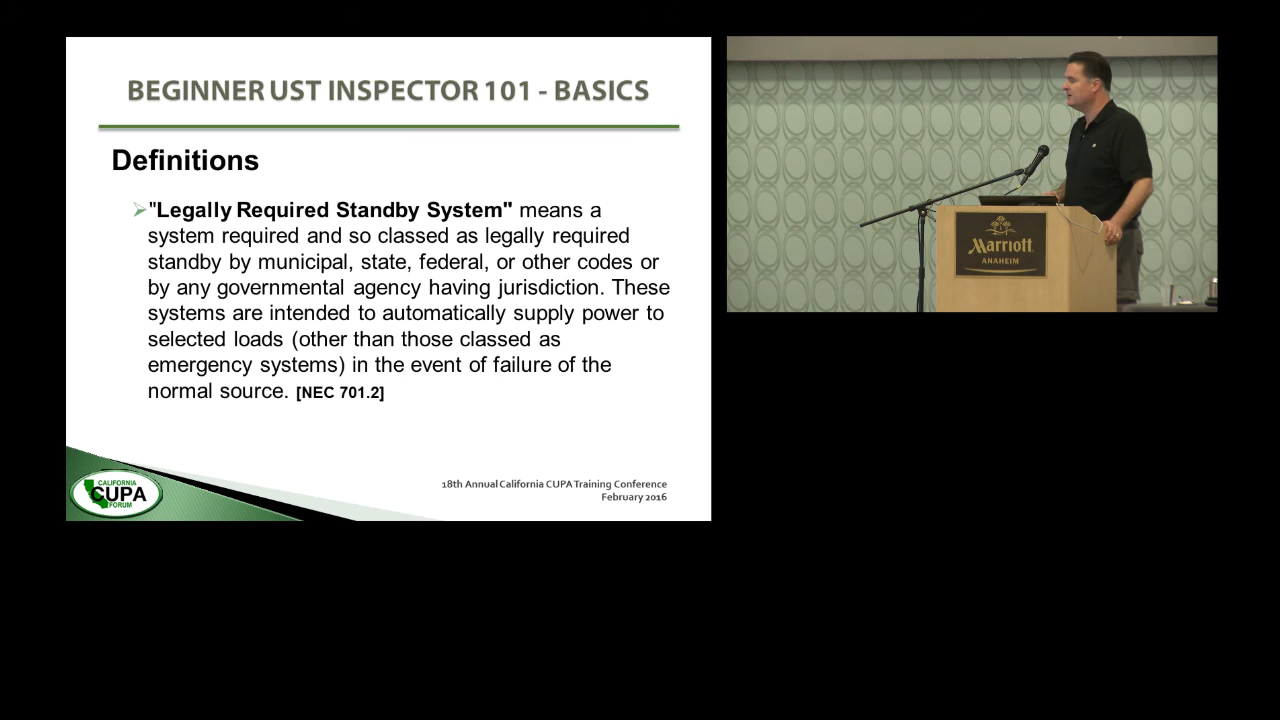 BEGINNER UST INSPECTOR 101 - BASICS
Definitions
"Legally Required Standby System" means a
system required and so classed as legally required
standby by municipal, state, federal, or other codes or
by any governmental agency having jurisdiction. These
systems are intended to automatically supply power to
selected loads (other than those classed as
emergency systems) in the event of failure of the
normal source. [NEC 701.2]
18th Annual California CUPA Training Conference
February 2016
CALIFORNIA
CUPA
FORUM
Marriott
ANAHEIM